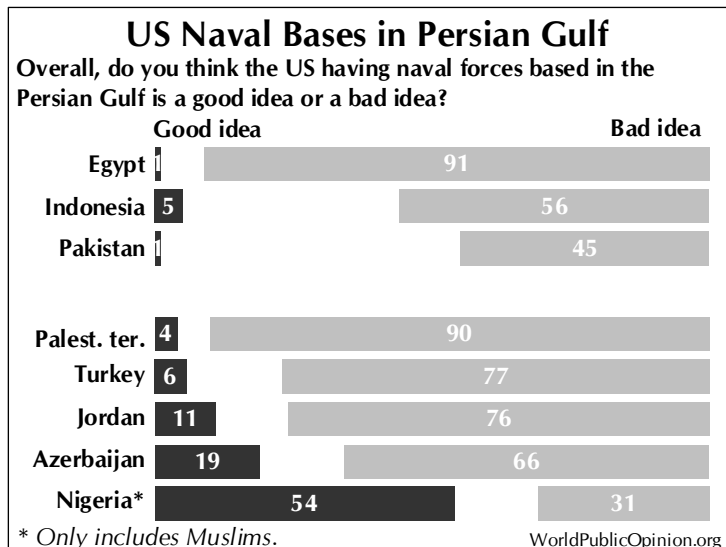 US Naval Bases in Persian Gulf
Overall, do you think the US having naval forces based in the
Persian Gulf is a good idea or a bad idea?
Good idea Bad idea
Egypt 1 91
Indonesia 5 56
Pakistan 1 45
Palest. ter. 4 90
Turkey 6 77
Jordan 11 76
Azerbaijan 19 66
Nigeria* 54 31
* Only includes Muslims. WorldPublicOpinion.org